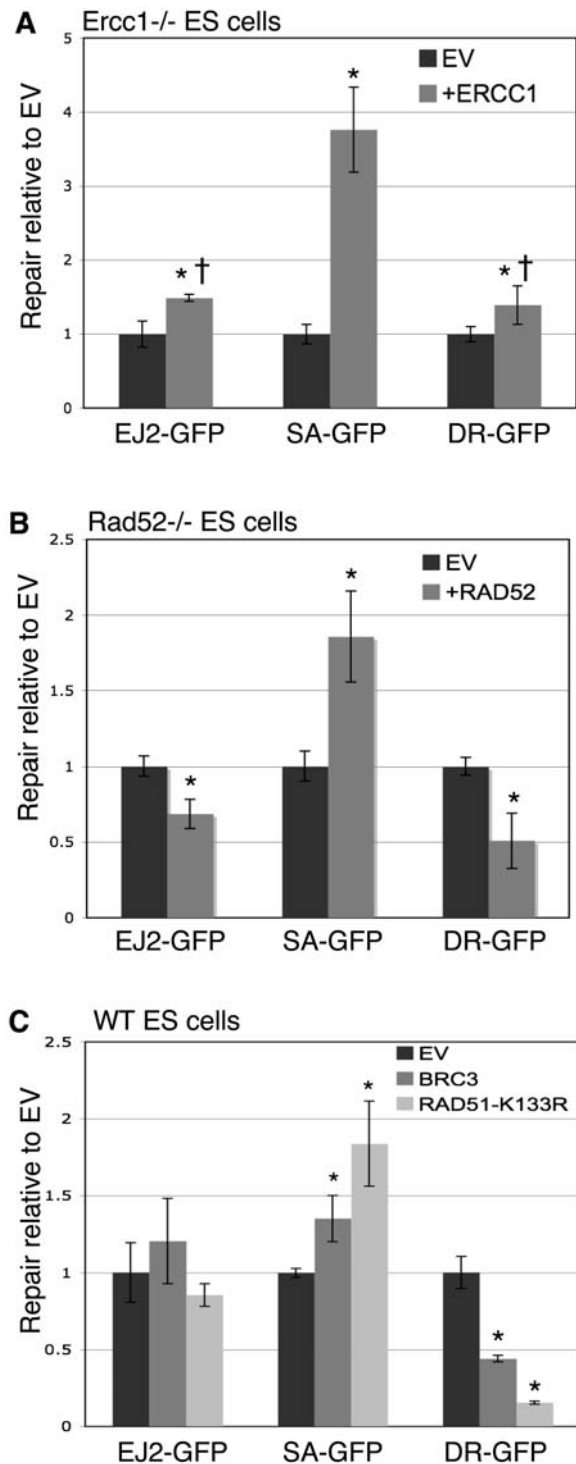 A
Ercc1-/- ES cells
Repair relative to EV
5
4
3
2
1
0
EV
+ERCC1
* †
*
* †
EJ2-GFP SA-GFP DR-GFP
B
Rad52-/- ES cells
Repair relative to EV
2.5
2
1.5
1
0.5
0
EV
+RAD52
*
*
*
EJ2-GFP SA-GFP DR-GFP
C
WT ES cells
Repair relative to EV
2.5
2
1.5
1
0.5
0
EV
BRC3
RAD51-K133R
*
*
*
*
EJ2-GFP SA-GFP DR-GFP